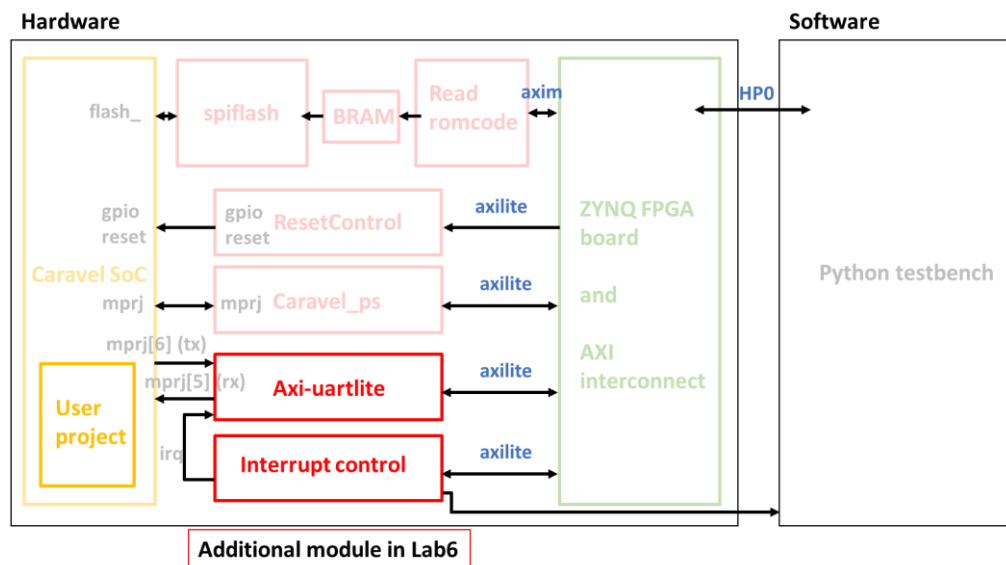 Hardware
Software
flash_
spiflash
BRAM
Read
romcode
axim
HP0
gpio
reset
gpio
reset
ResetControl
axilite
ZYNQ FPGA
board
and
AXI
interconnect
Caravel SoC
Python testbench
mprj
mprj
Caravel_ps
axilite
mprj[6] (tx)
mprj[5] (rx)
Axi-uartlite
axilite
User
project
irq
Interrupt control
axilite
Additional module in Lab6